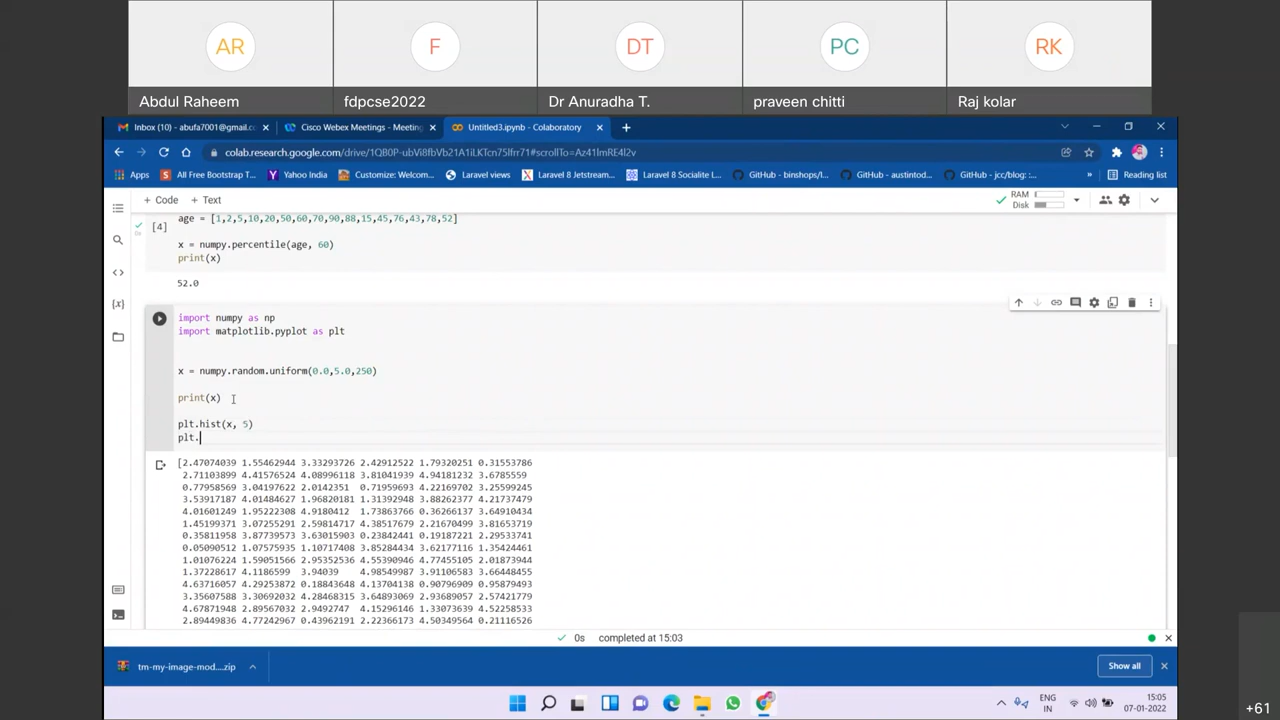 AR
F
DT
PC
RK
Abdul Raheem
fdpcse2022
Dr Anuradha T.
praveen chitti
Raj kolar
Inbox (10) - abufa7001@gmail.c
Cisco Webex Meetings - Meeting
Untitled3.ipynb - Colaboratory
colab.research.google.com/drive/1QB0P-ubVi8fbVb21A1iLKTcn75lfrr71#scrollTo=Az41lmRE4l2v
Apps
All Free Bootstrap T...
Yahoo India
Customize: Welcom...
Laravel views
Laravel 8 Jetstream...
Laravel 8 Socialite L...
GitHub - binshops/l...
GitHub - austintod...
GitHub - jcc/blog: :...
»
Reading list
+ Code
+ Text
RAM
Disk
age = [1,2,5,10,20,50,60,70,90,88,15,45,76,43,78,52]
[4]
x = numpy.percentile(age, 60)
print(x)
52.0
import numpy as np
import matplotlib.pyplot as plt
x = numpy.random.uniform(0.0,5.0,250)
print(x)
plt.hist(x, 5)
plt.
[2.47074039 1.55462944 3.33293726 2.42912522 1.79320251 0.31553786
2.71103899 4.41576524 4.08996118 3.81041939 4.94181232 3.6785559
0.77958569 3.04197622 2.0142351 0.71959693 4.22169702 3.25599245
3.53917187 4.01484627 1.96820181 1.31392948 3.88262377 4.21737479
4.01601249 1.95222308 4.9180412 1.73863766 0.36266137 3.64910434
1.45199371 3.07255291 2.59814717 4.38517679 2.21670499 3.81653719
0.35811958 3.87739573 3.63015903 0.23842441 0.19187221 2.29533741
0.05090512 1.07575935 1.10717408 3.85284434 3.62177116 1.35424461
1.01076224 1.59051566 2.95352536 4.55390946 4.77455105 2.01873944
1.37228617 4.1186599 3.94039 4.98549987 3.91106583 3.66448455
4.63716057 4.29253872 0.18843648 4.13704138 0.90796909 0.95879493
3.35607588 3.30692032 4.28468315 3.64893069 2.93689057 2.57421779
4.67871948 2.89567032 2.9492747 4.15296146 1.33073639 4.52258533
2.89449836 4.77242967 0.43962191 2.22366173 4.50349564 0.21116526
0s
completed at 15:03
tm-my-image-mod....zip
Show all
ENG
IN
15:05
07-01-2022
+61